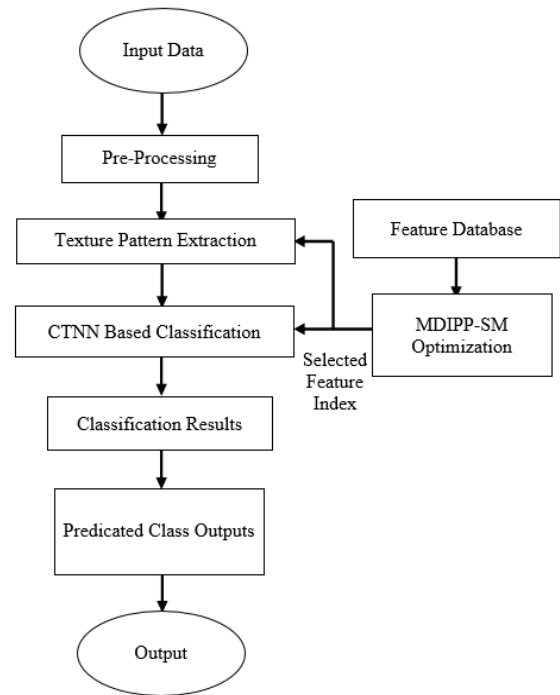 Input Data
Pre-Processing
Texture Pattern Extraction
Feature Database
CTNN Based Classification
MDIPP-SM
Optimization
Selected
Feature
Index
Classification Results
Predicated Class Outputs
Output